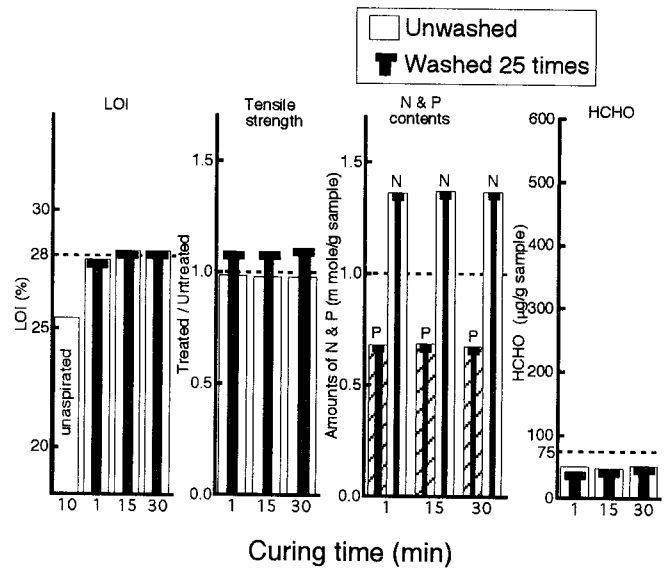 Unwashed
Washed 25 times
LOI
Tensile strength
N & P contents
HCHO
LOI (%)
30
28
25
20
unaspirated
10 1 15 30
Treated / Untreated
1.5
1.0
0.5
0.0
1 15 30
Amounts of N & P (m mole/g sample)
1.5
1.0
0.5
0.0
N N N
P P P
1 15 30
HCHO (µg/g sample)
600
500
400
300
200
100
75
50
0
1 15 30
Curing time (min)